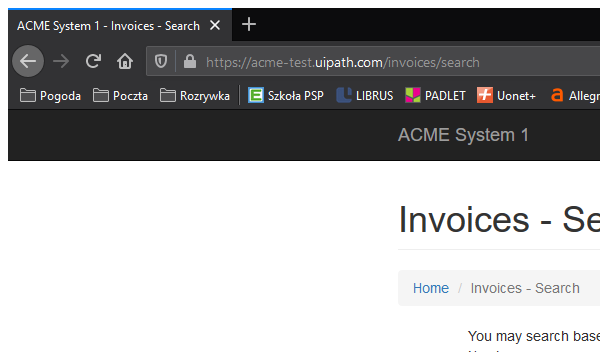 ACME System 1 - Invoices - Search
https://acme-test.uipath.com/invoices/search
Pogoda Poczta Rozrywka Szkoła PSP LIBRUS PADLET Uonet+ Allegr
ACME System 1
Invoices - Se
Home / Invoices - Search
You may search base